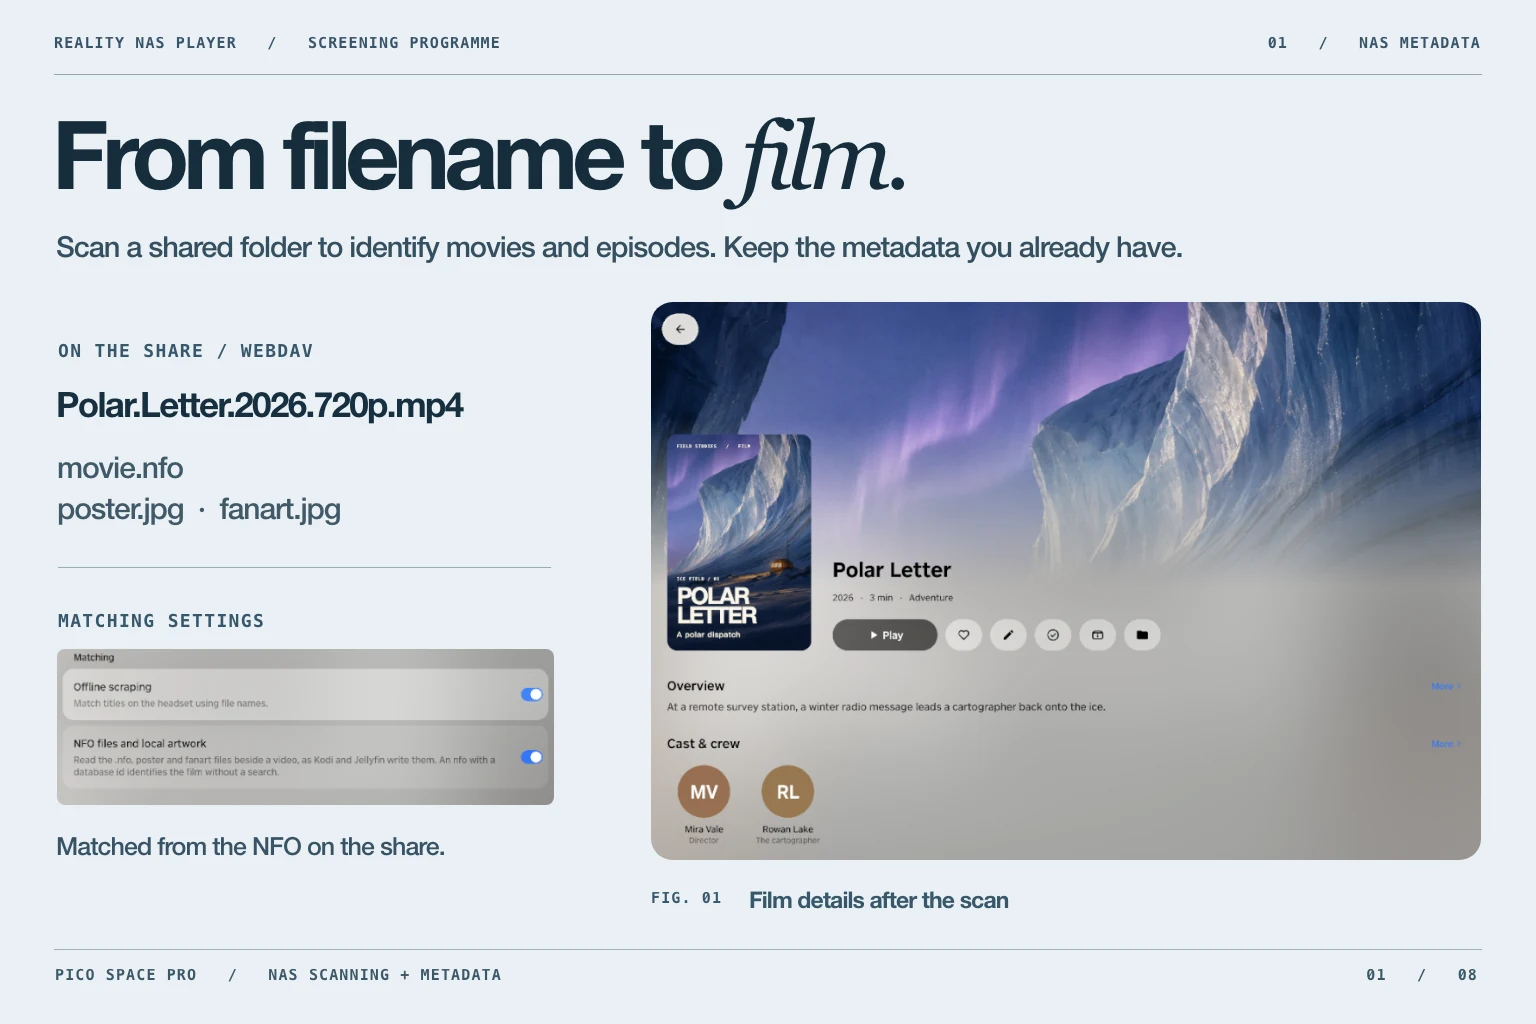 REALITY NAS PLAYER / SCREENING PROGRAMME
01 / NAS METADATA
From filename to film.
Scan a shared folder to identify movies and episodes. Keep the metadata you already have.
ON THE SHARE / WEBDAV
Polar.Letter.2026.720p.mp4
movie.nfo
poster.jpg · fanart.jpg
MATCHING SETTINGS
Matching
Offline scraping
Match titles on the headset using file names.
NFO files and local artwork
Read the .nfo, poster and fanart files beside a video, as Kodi and Jellyfin write them. An nfo with a
database id identifies the film without a search.
Matched from the NFO on the share.
FIELD STUDIES / FILM
ICE FIELD /
POLAR
LETTER
A polar dispatch
Polar Letter
2026 · 3 min · Adventure
Play
Overview
More ›
At a remote survey station, a winter radio message leads a cartographer back onto the ice.
Cast & crew
More ›
MV
RL
Mira Vale
Rowan Lake
Director
The cartographer
FIG. 01 Film details after the scan
PICO SPACE PRO / NAS SCANNING + METADATA
01 / 08